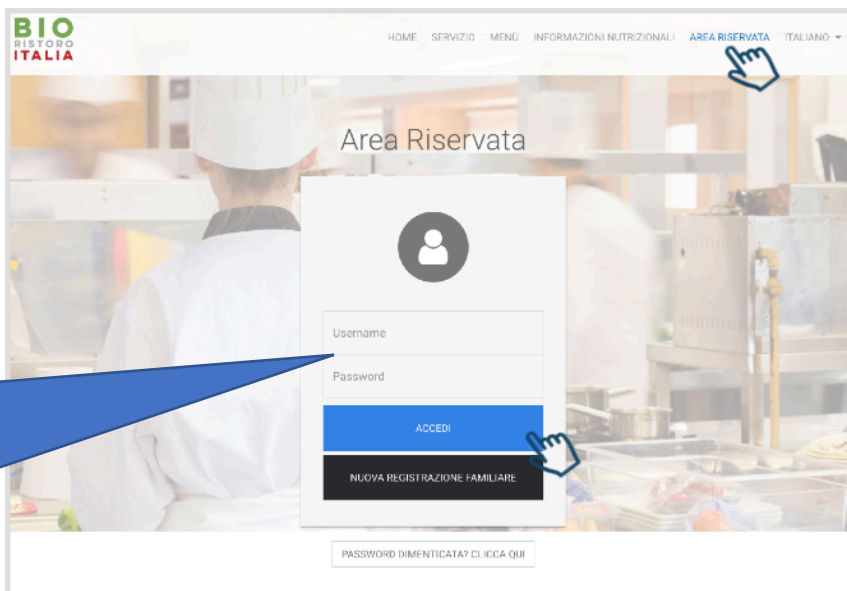 BIO
RISTORO
ITALIA
HOME SERVIZIO MENÙ INFORMAZIONI NUTRIZIONALI AREA RISERVATA ITALIANO
Area Riservata
Username
Password
ACCEDI
NUOVA REGISTRAZIONE FAMILIARE
PASSWORD DIMENTICATA? CLICCA QUI